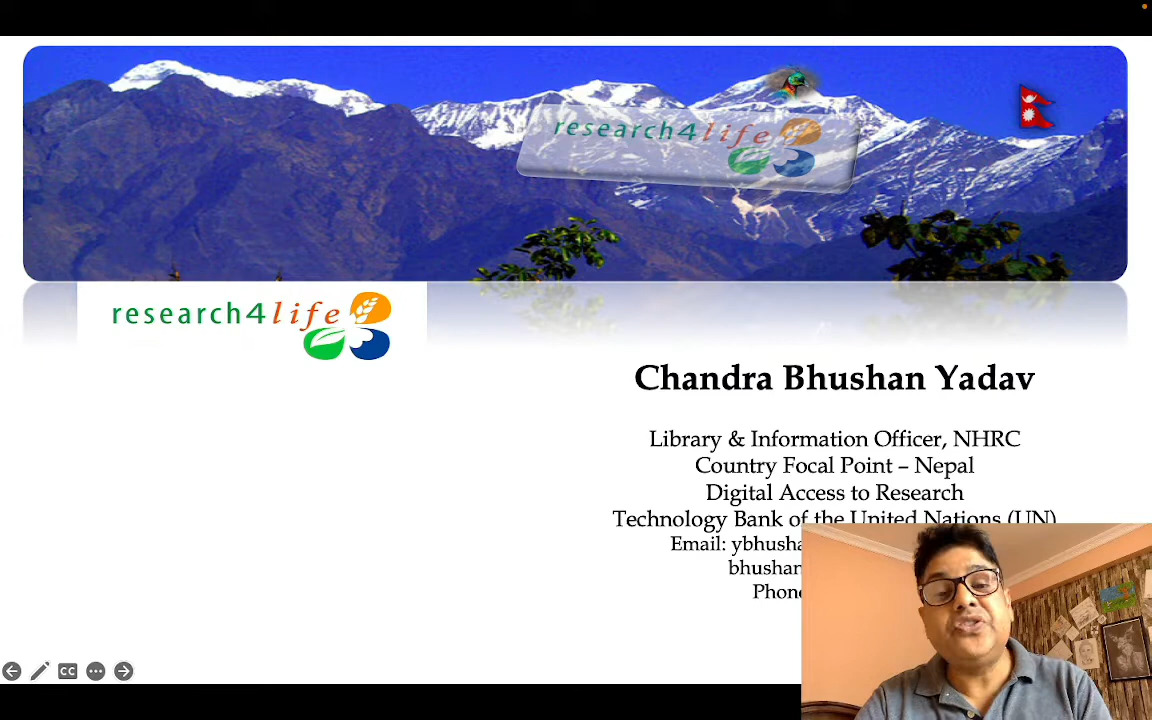 research4life
research4life
Chandra Bhushan Yadav
Library & Information Officer, NHRC
Country Focal Point – Nepal
Digital Access to Research
Technology Bank of the United Nations (UN)
Email:
CC